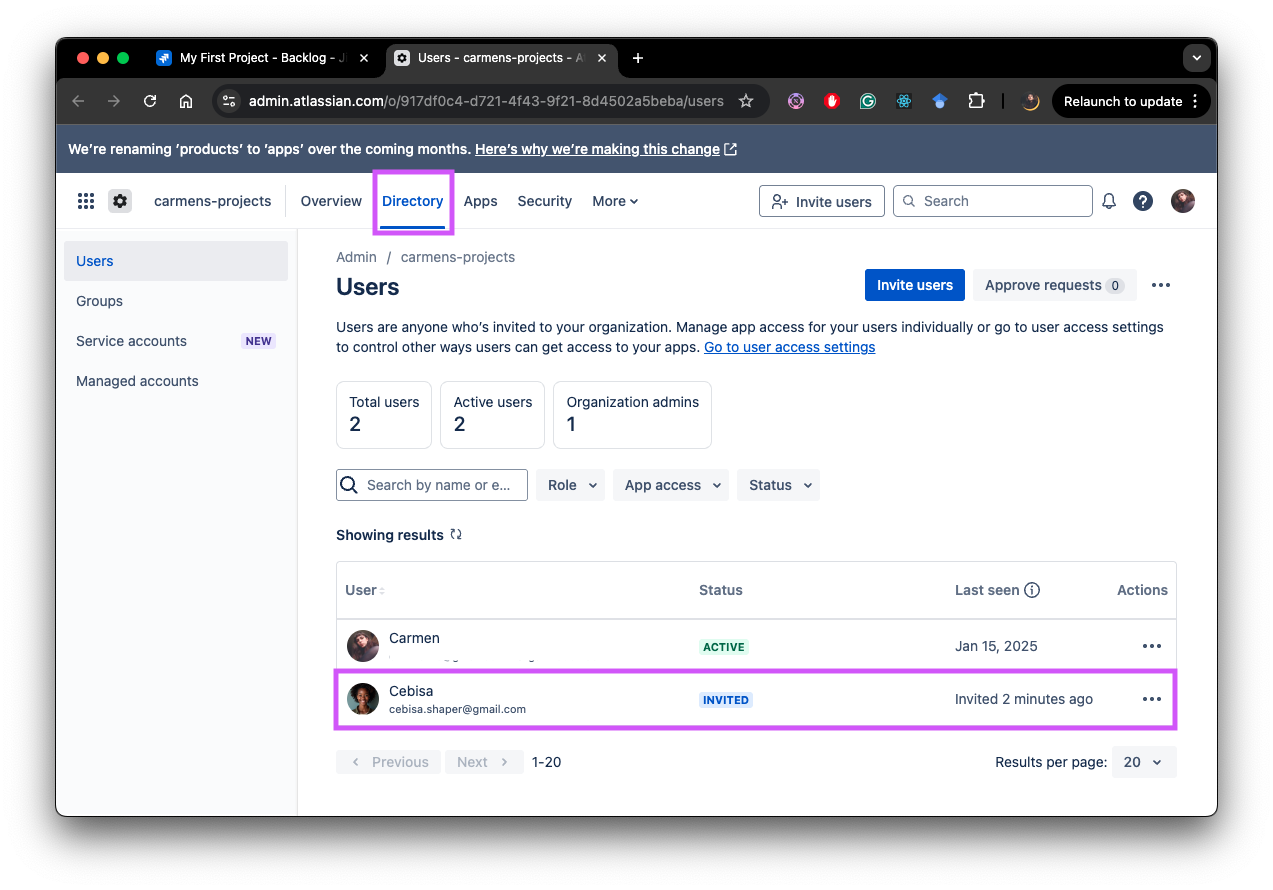 My First Project - Backlog - Ji
Users - carmens-projects - A
admin.atlassian.com/o/917df0c4-d721-4f43-9f21-8d4502a5beba/users
Relaunch to update
We're renaming 'products' to 'apps' over the coming months. Here's why we're making this change
carmens-projects
Overview
Directory
Apps
Security
More
Invite users
Search
Users
Groups
Service accounts NEW
Managed accounts
Admin / carmens-projects
Users
Invite users
Approve requests 0
Users are anyone who's invited to your organization. Manage app access for your users individually or go to user access settings
to control other ways users can get access to your apps. Go to user access settings
Total users
2
Active users
2
Organization admins
1
Search by name or e...
Role
App access
Status
Showing results
User Status Last seen Actions
Carmen
ACTIVE
Jan 15, 2025
Cebisa
cebisa.shaper@gmail.com
INVITED
Invited 2 minutes ago
Previous
Next
1-20
Results per page: 20